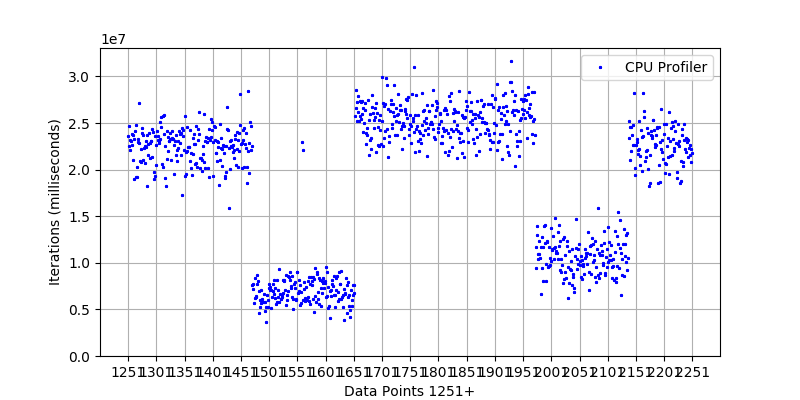 1e7
CPU Profiler
3.0
2.5
2.0
1.5
1.0
0.5
0.0
Iterations (milliseconds)
1251 1301 1351 1401 1451 1501 1551 1601 1651 1701 1751 1801 1851 1901 1951 2001 2051 2101 2151 2201 2251
Data Points 1251+